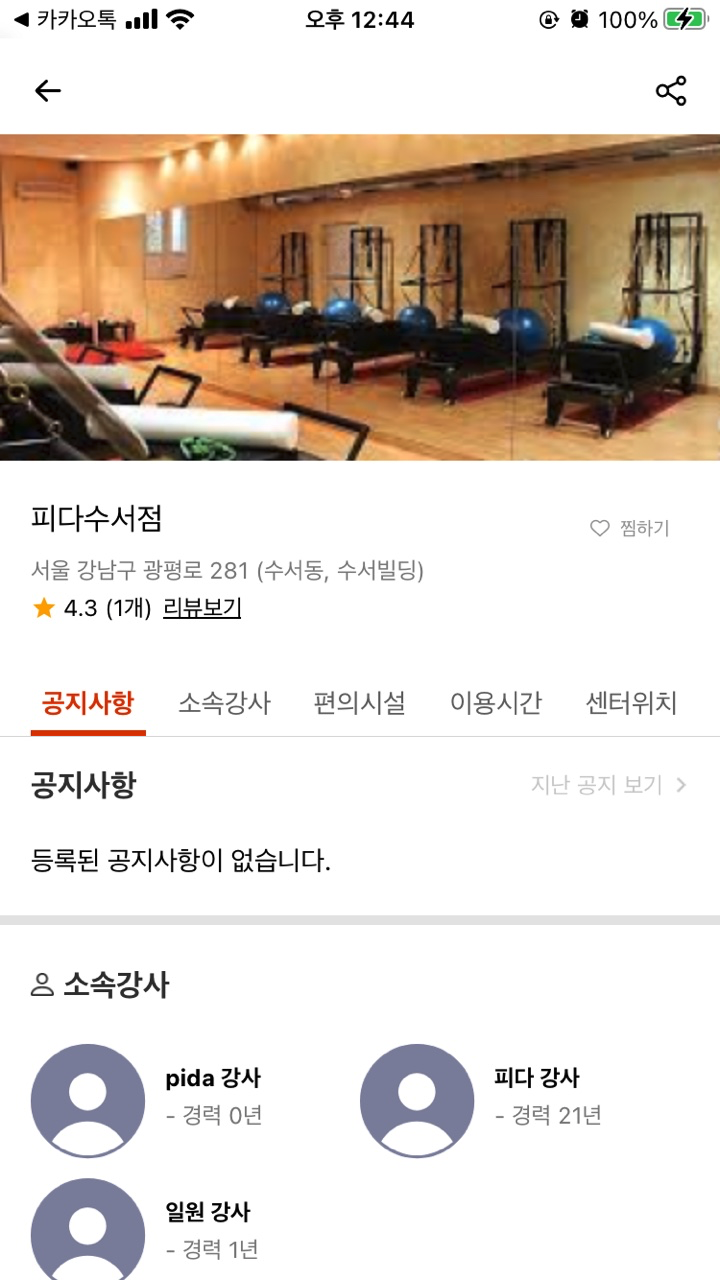 카카오톡 오후 12:44 100%
피다수서점
찜하기
서울 강남구 광평로 281 (수서동, 수서빌딩)
4.3 (1개) 리뷰보기
공지사항 소속강사 편의시설 이용시간 센터위치
공지사항
지난 공지 보기
등록된 공지사항이 없습니다.
소속강사
pida 강사
- 경력 0년
피다 강사
- 경력 21년
일원 강사
- 경력 1년